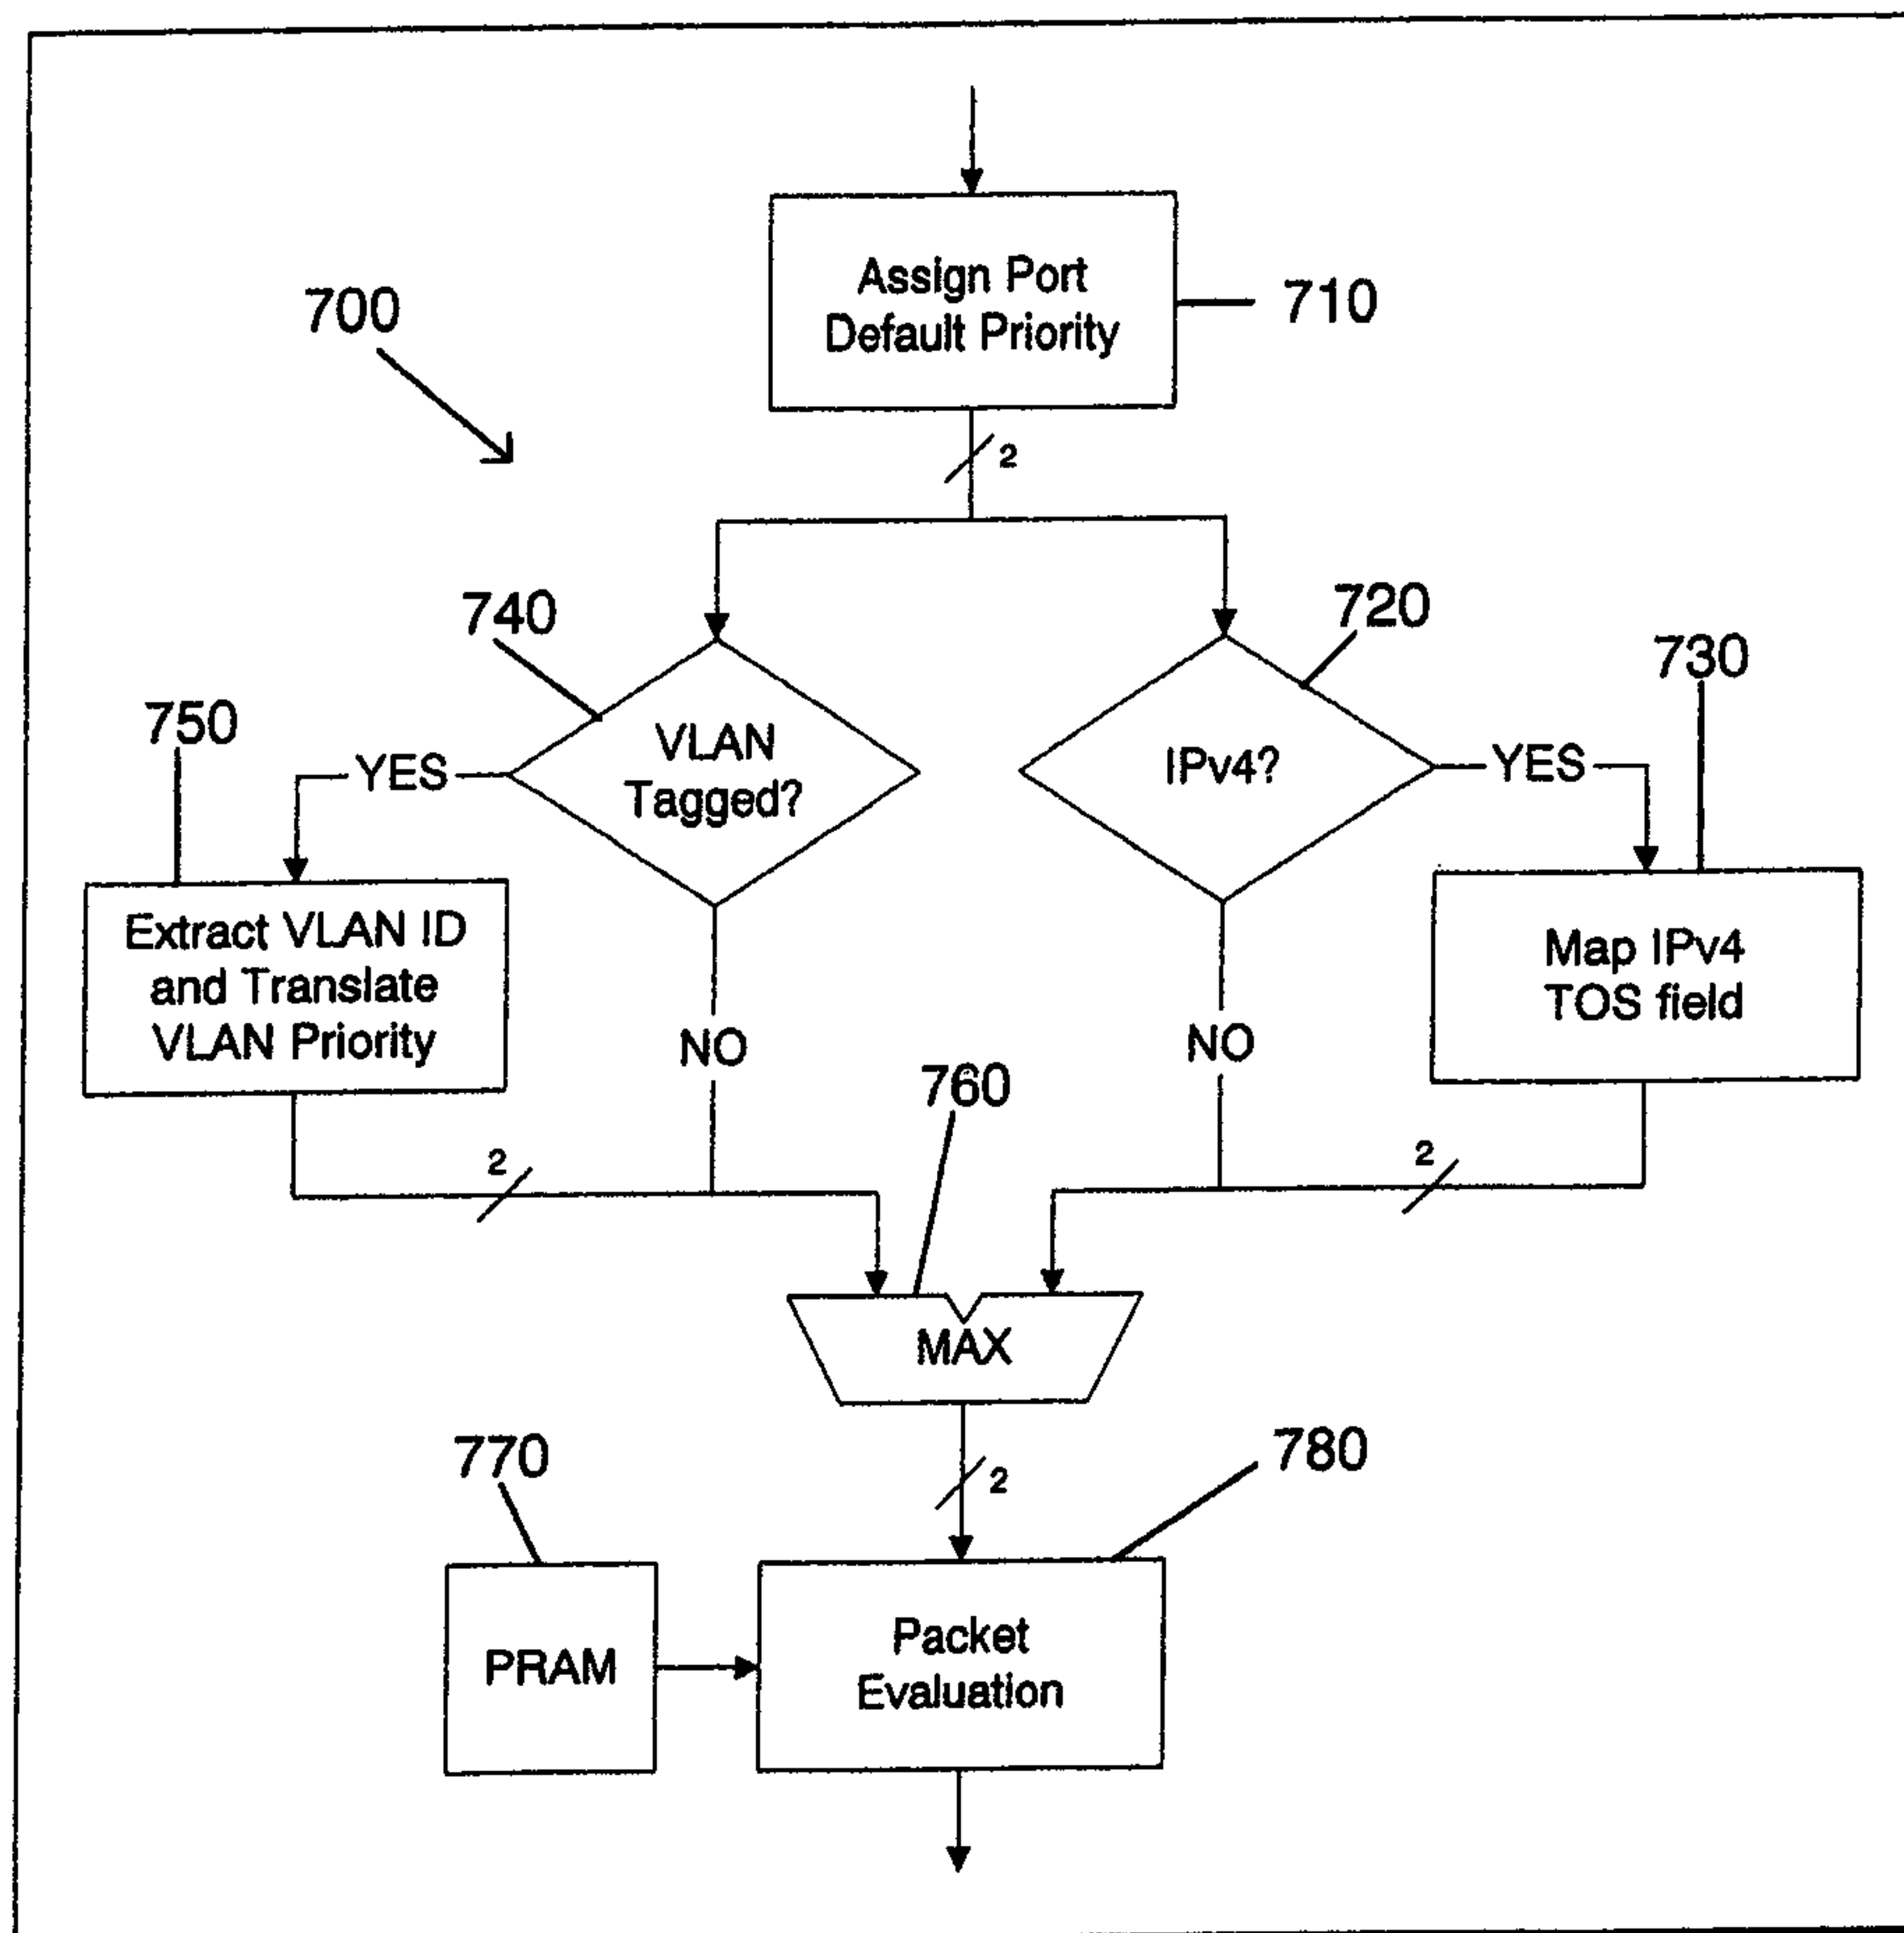 Assign Port
Default Priority
710
700
2
740
720
730
750
YES
VLAN
Tagged?
IPv4?
YES
Extract VLAN ID
and Translate
VLAN Priority
NO
NO
Map IPv4
TOS field
760
2
2
MAX
770
2
780
PRAM
Packet
Evaluation